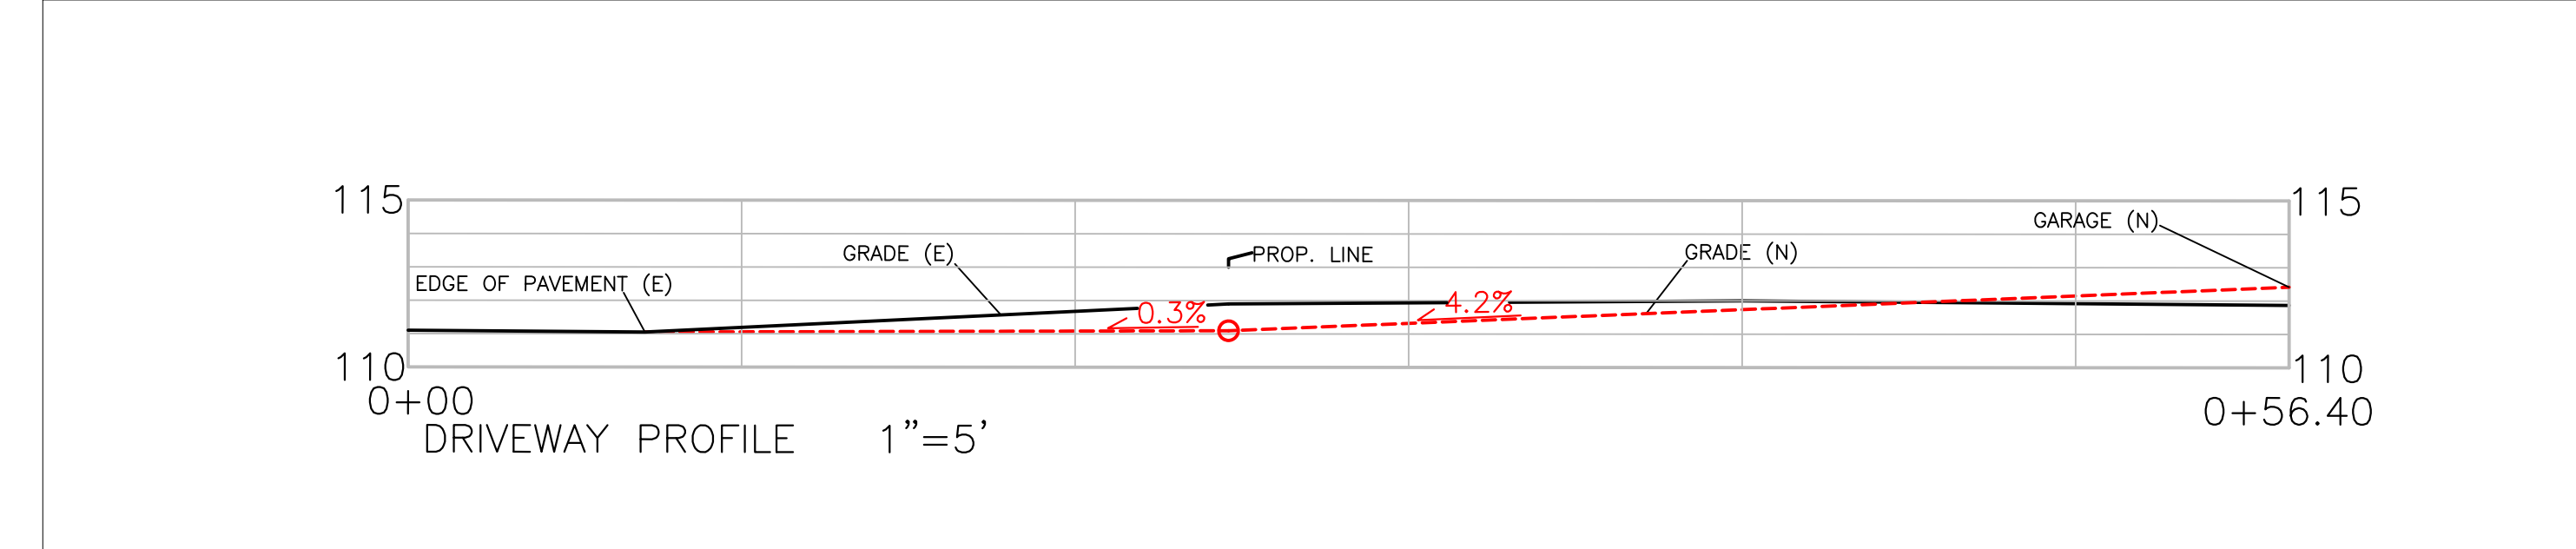 115
115
GARAGE (N)
GRADE (E)
PROP. LINE
GRADE (N)
EDGE OF PAVEMENT (E)
0.3%
4.2%
110
110
0+00
0+56.40
DRIVEWAY PROFILE 1"=5'